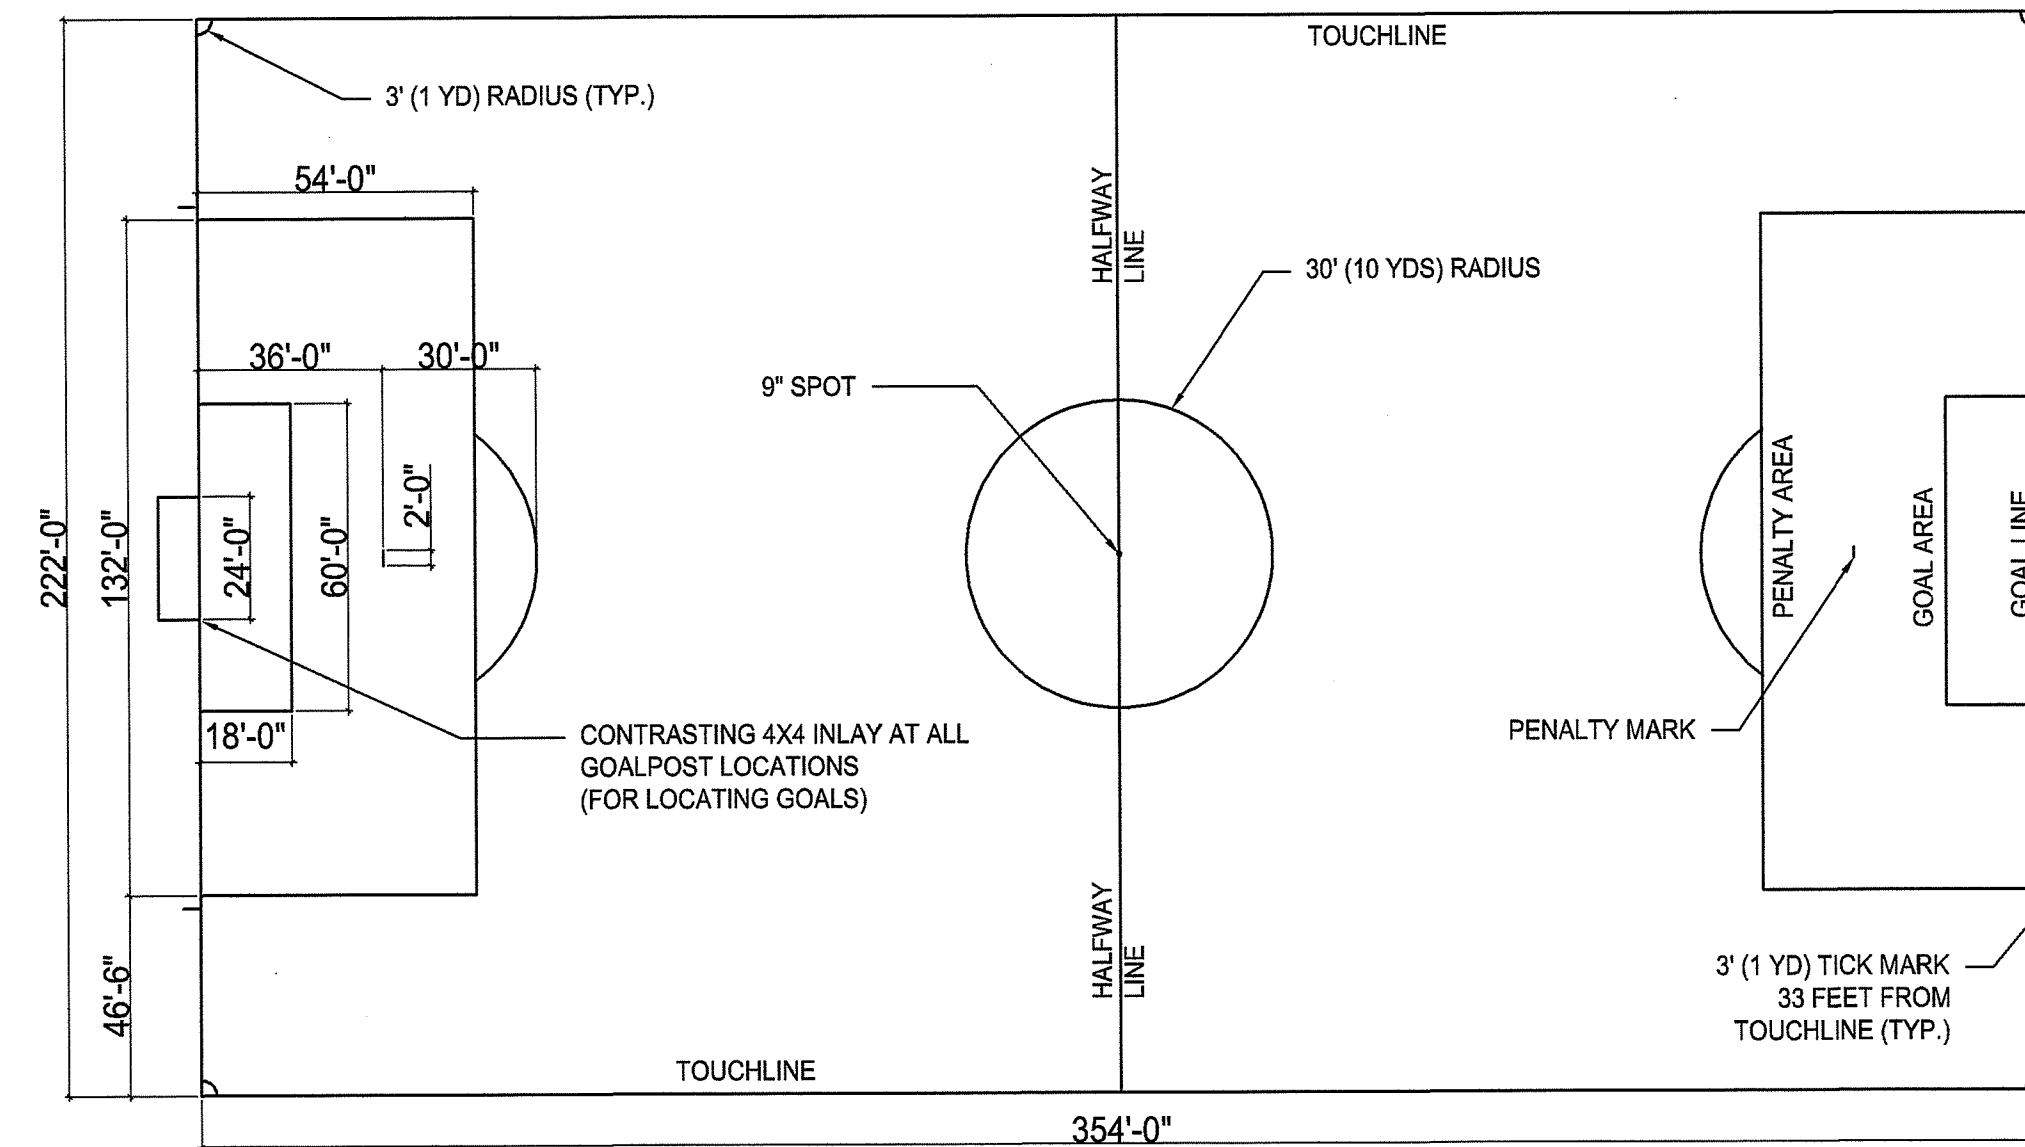 TOUCHLINE
3' (1 YD) RADIUS (TYP.)
54'-0"
HALFWAY
LINE
30' (10 YDS) RADIUS
36'-0"
30'-0"
9" SPOT
2'-0"
222'-0"
132'-0"
24'-0"
60'-0"
PENALTY AREA
GOAL AREA
GOAL LINE
18'-0"
CONTRASTING 4X4 INLAY AT ALL
GOALPOST LOCATIONS
(FOR LOCATING GOALS)
PENALTY MARK
HALFWAY
LINE
46'-6"
3' (1 YD) TICK MARK
33 FEET FROM
TOUCHLINE (TYP.)
TOUCHLINE
354'-0"